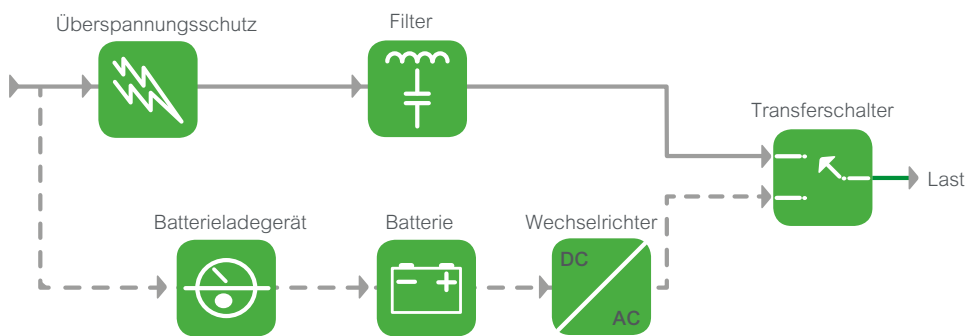 Überspannungsschutz
Filter
Transferschalter
Last
Batterieladegerät
Batterie
Wechselrichter
DC
AC